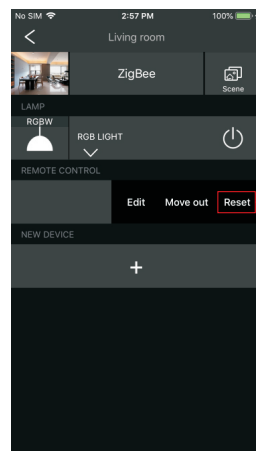 No SIM 2:57 PM 100%
Living room
ZigBee
Scene
LAMP
RGBW
RGB LIGHT
REMOTE CONTROL
Edit Move out Reset
NEW DEVICE
+